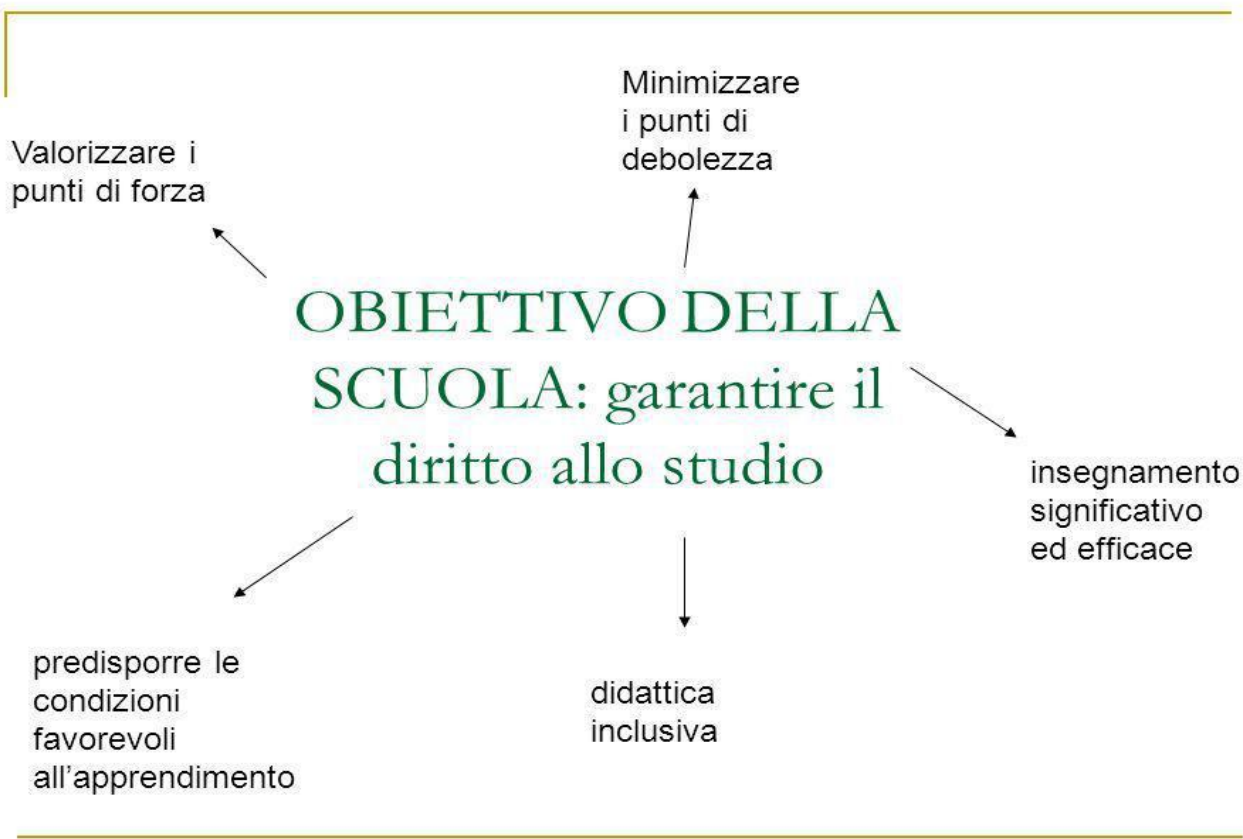 Minimizzare
i punti di
debolezza
Valorizzare i
punti di forza
OBIETTIVO DELLA
SCUOLA: garantire il
diritto allo studio
insegnamento
significativo
ed efficace
predisporre le
condizioni
favorevoli
all'apprendimento
didattica
inclusiva